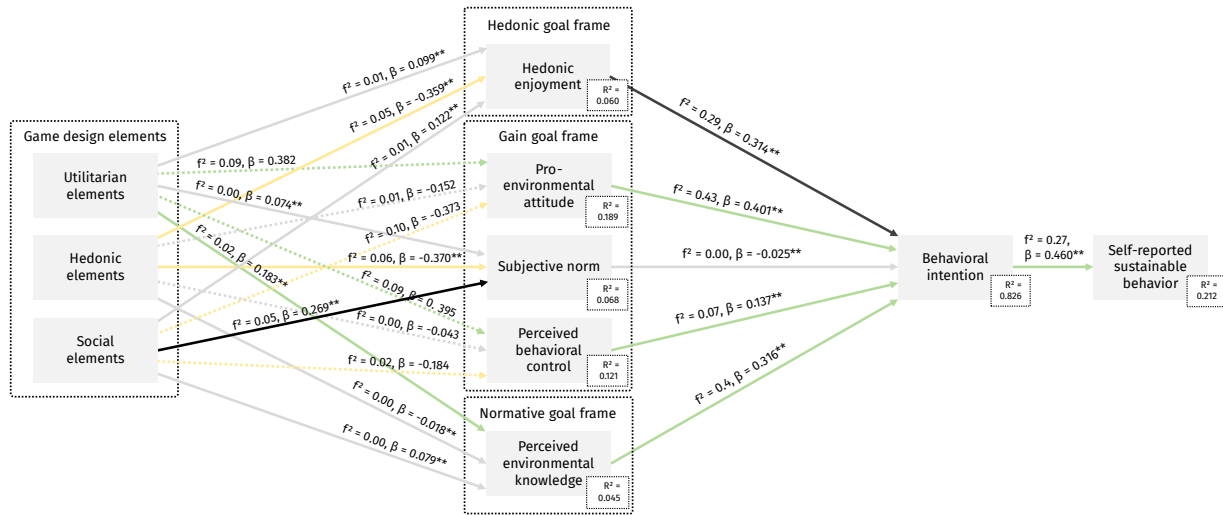 Hedonic goal frame
Hedonic
enjoyment
R² =
0.060
Game design elements
Utilitarian
elements
Hedonic
elements
Social
elements
f² = 0.01, β = 0.099**
f² = 0.05, β = -0.359**
f² = 0.01, β = 0.122**
f² = 0.09, β = 0.382
f² = 0.00, β = 0.074**
f² = 0.01, β = -0.152
f² = 0.10, β = -0.373
f² = 0.02, β = 0.183**
f² = 0.06, β = -0.370**
f² = 0.09, β = 0.395
f² = 0.05, β = 0.269**
f² = 0.00, β = -0.043
f² = 0.02, β = -0.184
f² = 0.00, β = -0.018**
f² = 0.00, β = 0.079**
Gain goal frame
Pro-
environmental
attitude
R² =
0.189
Subjective norm
R² =
0.068
Perceived
behavioral
control
R² =
0.121
Normative goal frame
Perceived
environmental
knowledge
R² =
0.045
f² = 0.29, β = 0.314**
f² = 0.43, β = 0.401**
f² = 0.00, β = -0.025**
f² = 0.07, β = 0.137**
f² = 0.4, β = 0.316**
Behavioral
intention
R² =
0.826
f² = 0.27,
β = 0.460**
Self-reported
sustainable
behavior
R² =
0.212